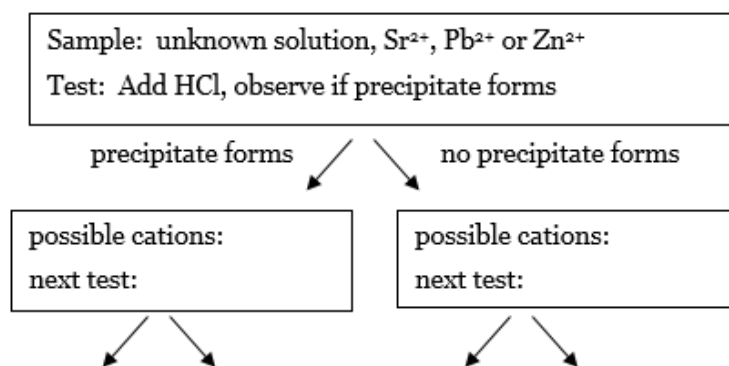 Sample: unknown solution, Sr²⁺, Pb²⁺ or Zn²⁺
Test: Add HCl, observe if precipitate forms
precipitate forms
no precipitate forms
possible cations:
next test:
possible cations:
next test: